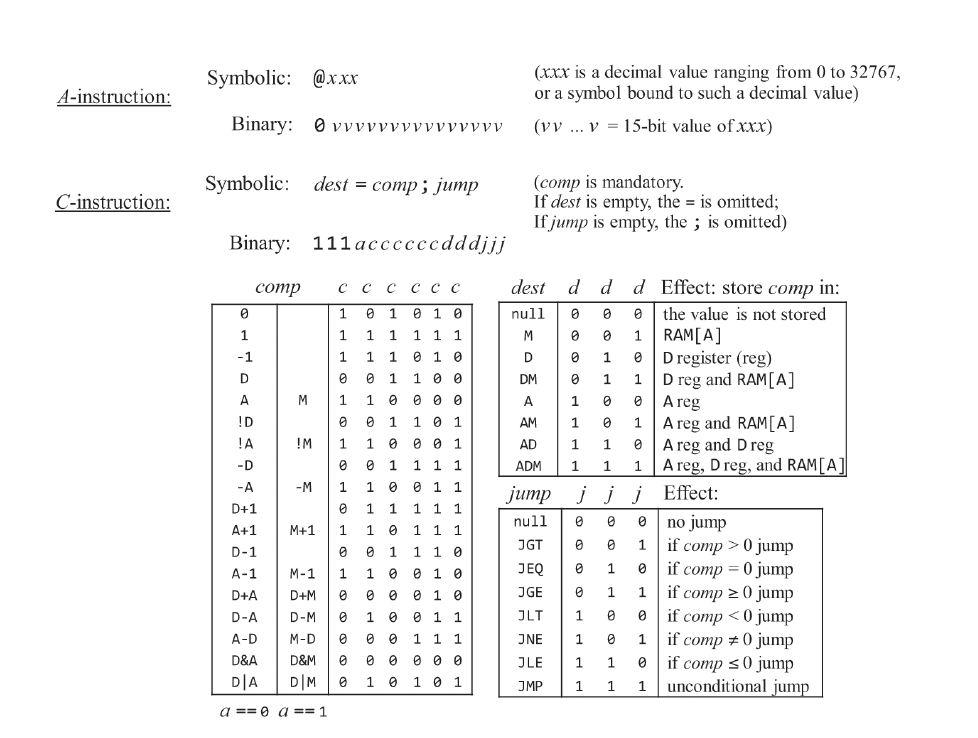 Symbolic: @xxx (xxx is a decimal value ranging from 0 to 32767,
A-instruction: or a symbol bound to such a decimal value)
Binary: 0 v v v v v v v v v v v v v v v (v v ... v = 15-bit value of xxx)
Symbolic: dest = comp ; jump (comp is mandatory.
C-instruction: If dest is empty, the = is omitted;
If jump is empty, the ; is omitted)
Binary: 111 a c c c c c c d d d j j j
comp c c c c c c
0 1 0 1 0 1 0
1 1 1 1 1 1 1
-1 1 1 1 0 1 0
D 0 0 1 1 0 0
A M 1 1 0 0 0 0
!D 0 0 1 1 0 1
!A !M 1 1 0 0 0 1
-D 0 0 1 1 1 1
-A -M 1 1 0 0 1 1
D+1 0 1 1 1 1 1
A+1 M+1 1 1 0 1 1 1
D-1 0 0 1 1 1 0
A-1 M-1 1 1 0 0 1 0
D+A D+M 0 0 0 0 1 0
D-A D-M 0 1 0 0 1 1
A-D M-D 0 0 0 1 1 1
D&A D&M 0 0 0 0 0 0
D|A D|M 0 1 0 1 0 1
a == 0 a == 1
dest d d d Effect: store comp in:
null 0 0 0 the value is not stored
M 0 0 1 RAM[A]
D 0 1 0 D register (reg)
DM 0 1 1 D reg and RAM[A]
A 1 0 0 A reg
AM 1 0 1 A reg and RAM[A]
AD 1 1 0 A reg and D reg
ADM 1 1 1 A reg, D reg, and RAM[A]
jump j j j Effect:
null 0 0 0 no jump
JGT 0 0 1 if comp > 0 jump
JEQ 0 1 0 if comp = 0 jump
JGE 0 1 1 if comp ≥ 0 jump
JLT 1 0 0 if comp < 0 jump
JNE 1 0 1 if comp ≠ 0 jump
JLE 1 1 0 if comp ≤ 0 jump
JMP 1 1 1 unconditional jump